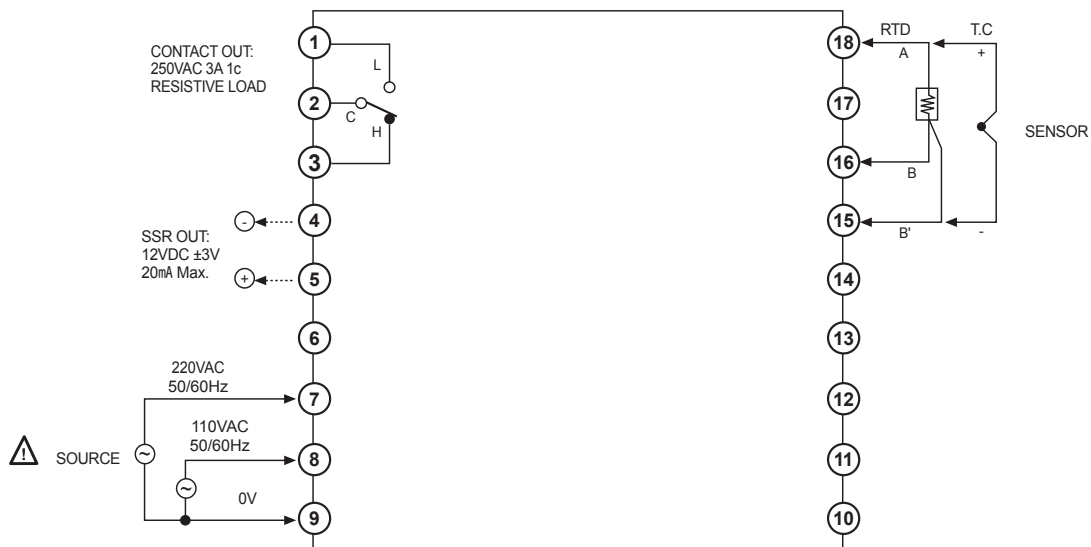 CONTACT OUT:
250VAC 3A 1c
RESISTIVE LOAD
1
L
2
C
H
3
4
-
SSR OUT:
12VDC ±3V
20mA Max.
+
5
6
220VAC
50/60Hz
7
110VAC
50/60Hz
SOURCE
8
0V
9
18
RTD
A
T.C
+
17
SENSOR
16
B
15
B'
-
14
13
12
11
10